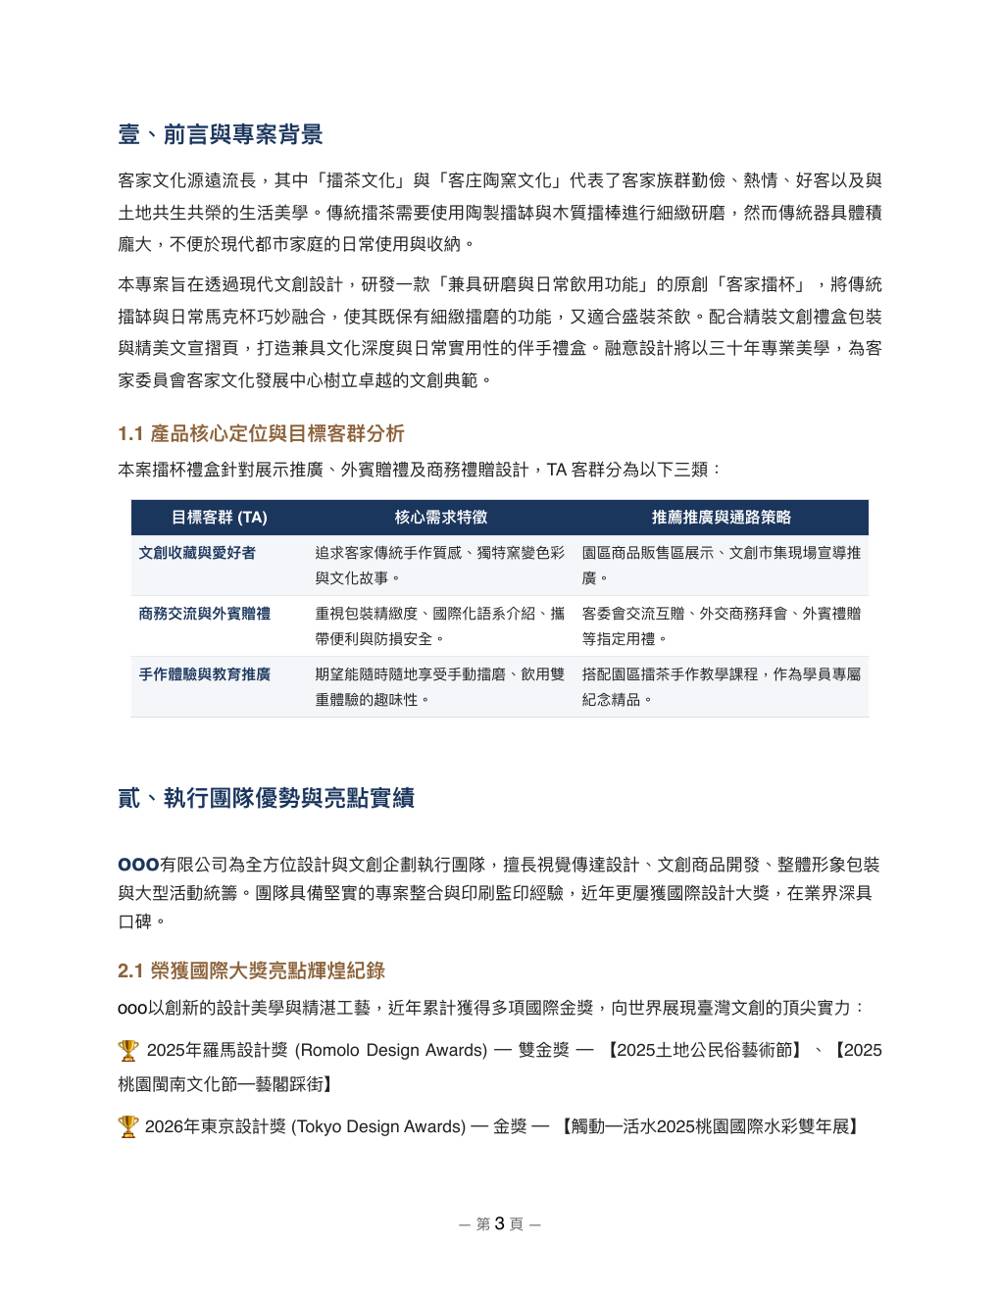 壹、前言與專案背景
客家文化源遠流長，其中「擂茶文化」與「客庄陶窯文化」代表了客家族群勤儉、熱情、好客以及與
土地共生共榮的生活美學。傳統擂茶需要使用陶製擂缽與木質擂棒進行細緻研磨，然而傳統器具體積
龐大，不便於現代都市家庭的日常使用與收納。
本專案旨在透過現代文創設計，研發一款「兼具研磨與日常飲用功能」的原創「客家擂杯」，將傳統
擂缽與日常馬克杯巧妙融合，使其既保有細緻擂磨的功能，又適合盛裝茶飲。配合精裝文創禮盒包裝
與精美文宣摺頁，打造兼具文化深度與日常實用性的伴手禮盒。融意設計將以三十年專業美學，為客
家委員會客家文化發展中心樹立卓越的文創典範。
1.1 產品核心定位與目標客群分析
本案擂杯禮盒針對展示推廣、外賓贈禮及商務禮贈設計，TA 客群分為以下三類：
目標客群 (TA) 核心需求特徵 推薦推廣與通路策略
文創收藏與愛好者 追求客家傳統手作質感、獨特窯變色彩 園區商品販售區展示、文創市集現場宣導推
與文化故事。 廣。
商務交流與外賓贈禮 重視包裝精緻度、國際化語系介紹、攜 客委會交流互贈、外交商務拜會、外賓禮贈
帶便利與防損安全。 等指定用禮。
手作體驗與教育推廣 期望能隨時隨地享受手動擂磨、飲用雙 搭配園區擂茶手作教學課程，作為學員專屬
重體驗的趣味性。 紀念精品。
貳、執行團隊優勢與亮點實績
OOO有限公司為全方位設計與文創企劃執行團隊，擅長視覺傳達設計、文創商品開發、整體形象包裝
與大型活動統籌。團隊具備堅實的專案整合與印刷監印經驗，近年更屢獲國際設計大獎，在業界深具
口碑。
2.1 榮獲國際大獎亮點輝煌紀錄
ooo以創新的設計美學與精湛工藝，近年累計獲得多項國際金獎，向世界展現臺灣文創的頂尖實力：
🏆 2025年羅馬設計獎 (Romolo Design Awards) — 雙金獎 — 【2025土地公民俗藝術節】、【2025
桃園閩南文化節—藝閣踩街】
🏆 2026年東京設計獎 (Tokyo Design Awards) — 金獎 — 【觸動—活水2025桃園國際水彩雙年展】
— 第 3 頁 —